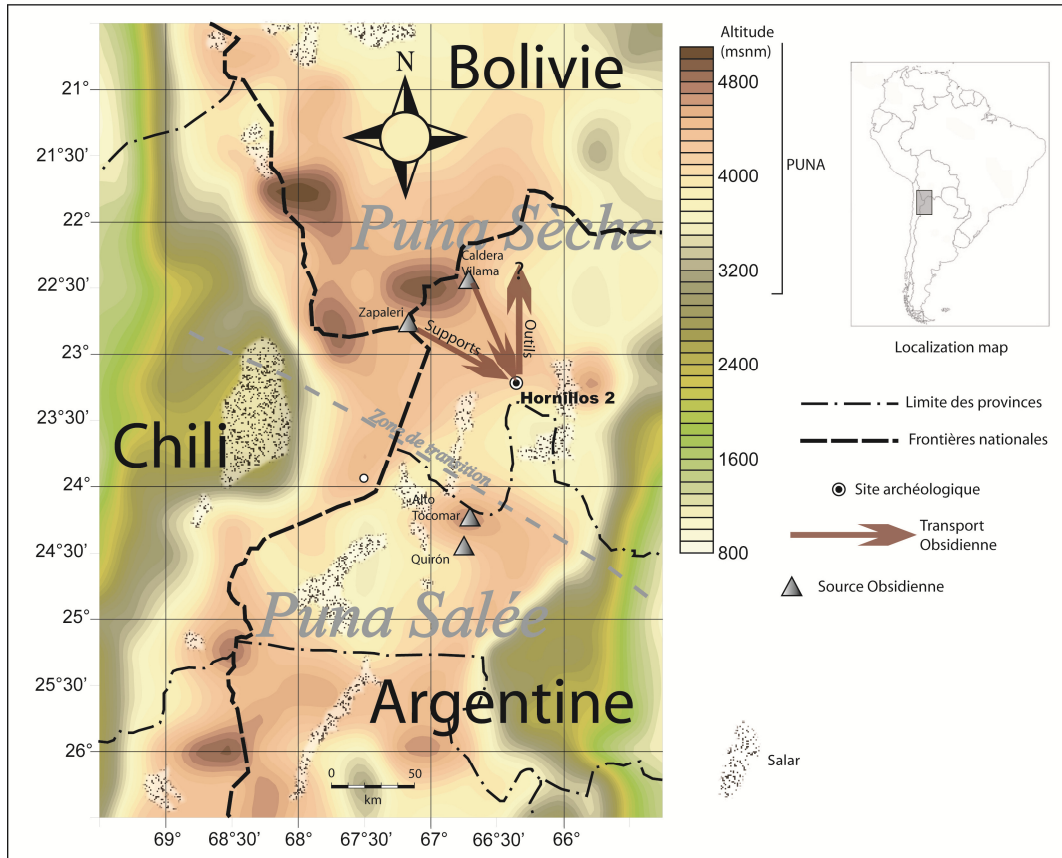 Bolivie
N
Altitude
(msnm)
4800
4000
3200
2400
1600
800
PUNA
21°
21°30'
22°
22°30'
23°
23°30'
24°
24°30'
25°
25°30'
26°
Puna Sèche
Caldera
Vilama
?
Zapaleri
Supports
Outils
Hornillos 2
Chili
Zone de transition
Alto
Tocomar
Quirón
Puna Salée
Argentine
0 50
km
69°
68°30'
68°
67°30'
67°
66°30'
66°
Localization map
Limite des provinces
Frontières nationales
Site archéologique
Transport
Obsidienne
Source Obsidienne
Salar